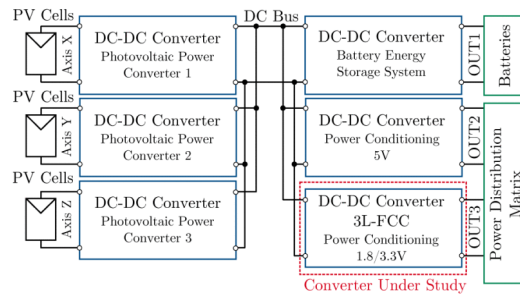 PV Cells
Axis X
DC-DC Converter
Photovoltaic Power
Converter 1
DC Bus
DC-DC Converter
Battery Energy
Storage System
OUT1
Batteries
PV Cells
Axis Y
DC-DC Converter
Photovoltaic Power
Converter 2
DC-DC Converter
Power Conditioning
5V
OUT2
Power Distribution
Matrix
PV Cells
Axis Z
DC-DC Converter
Photovoltaic Power
Converter 3
DC-DC Converter
3L-FCC
Power Conditioning
1.8/3.3V
OUT3
Converter Under Study